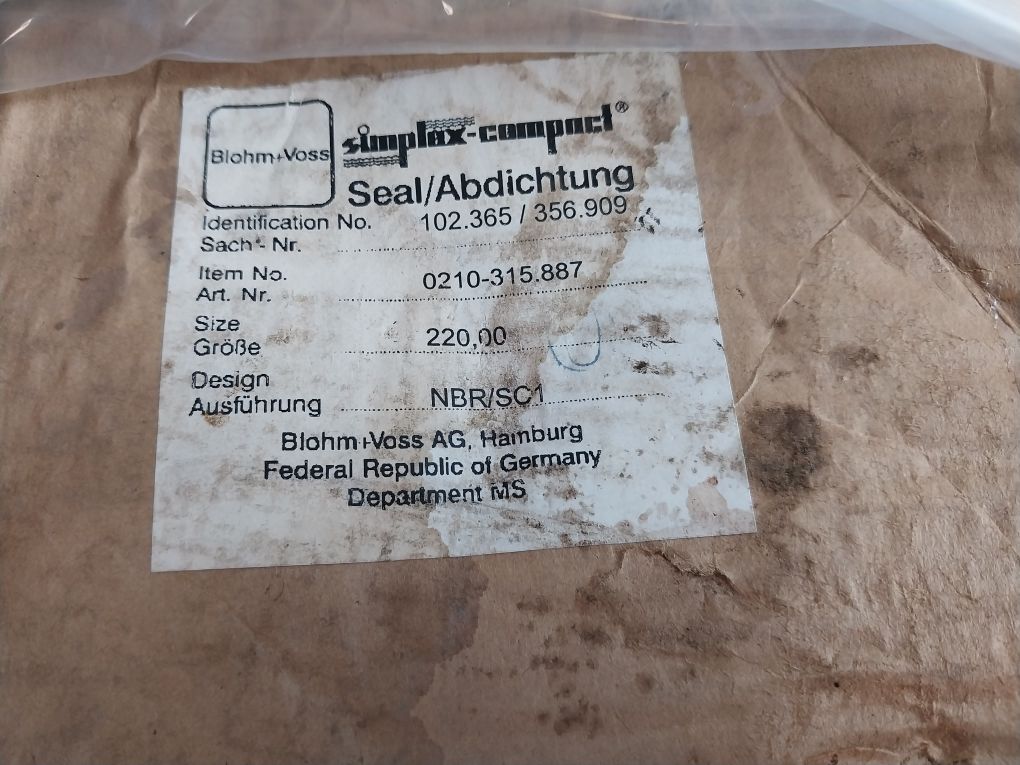 Blohm+Voss
simplex-compact®
Seal/Abdichtung
Identification No. 102.365 / 356.909
Sach - Nr.
Item No. 0210-315.887
Art. Nr.
Size 220,00
Größe
Design NBR/SC1
Ausführung
Blohm+Voss AG, Hamburg
Federal Republic of Germany
Department MS